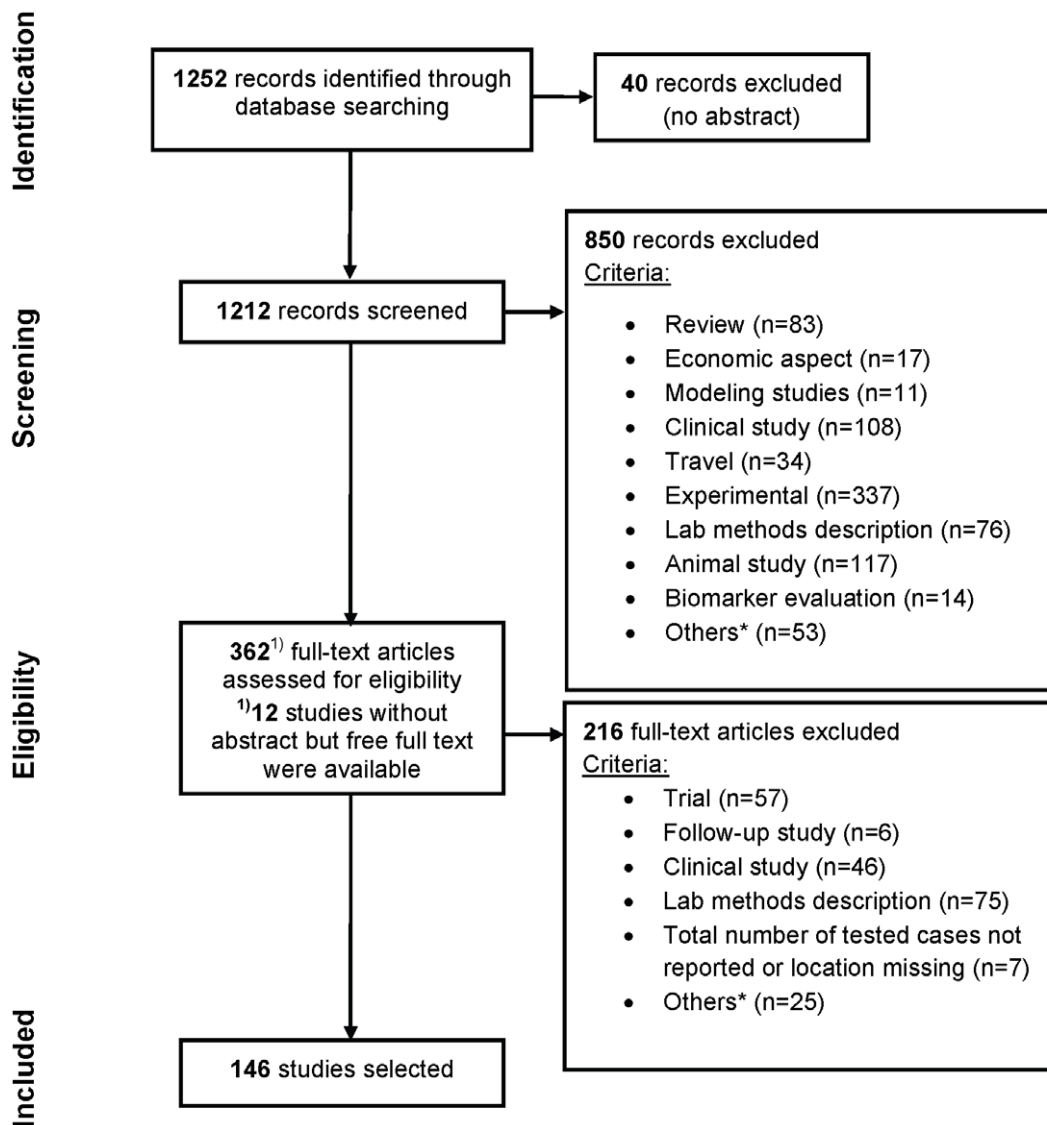 Identification
1252 records identified through
database searching
40 records excluded
(no abstract)
Screening
1212 records screened
850 records excluded
Criteria:
• Review (n=83)
• Economic aspect (n=17)
• Modeling studies (n=11)
• Clinical study (n=108)
• Travel (n=34)
• Experimental (n=337)
• Lab methods description (n=76)
• Animal study (n=117)
• Biomarker evaluation (n=14)
• Others* (n=53)
Eligibility
362¹⁾ full-text articles
assessed for eligibility
¹⁾12 studies without
abstract but free full text
were available
216 full-text articles excluded
Criteria:
• Trial (n=57)
• Follow-up study (n=6)
• Clinical study (n=46)
• Lab methods description (n=75)
• Total number of tested cases not
reported or location missing (n=7)
• Others* (n=25)
Included
146 studies selected